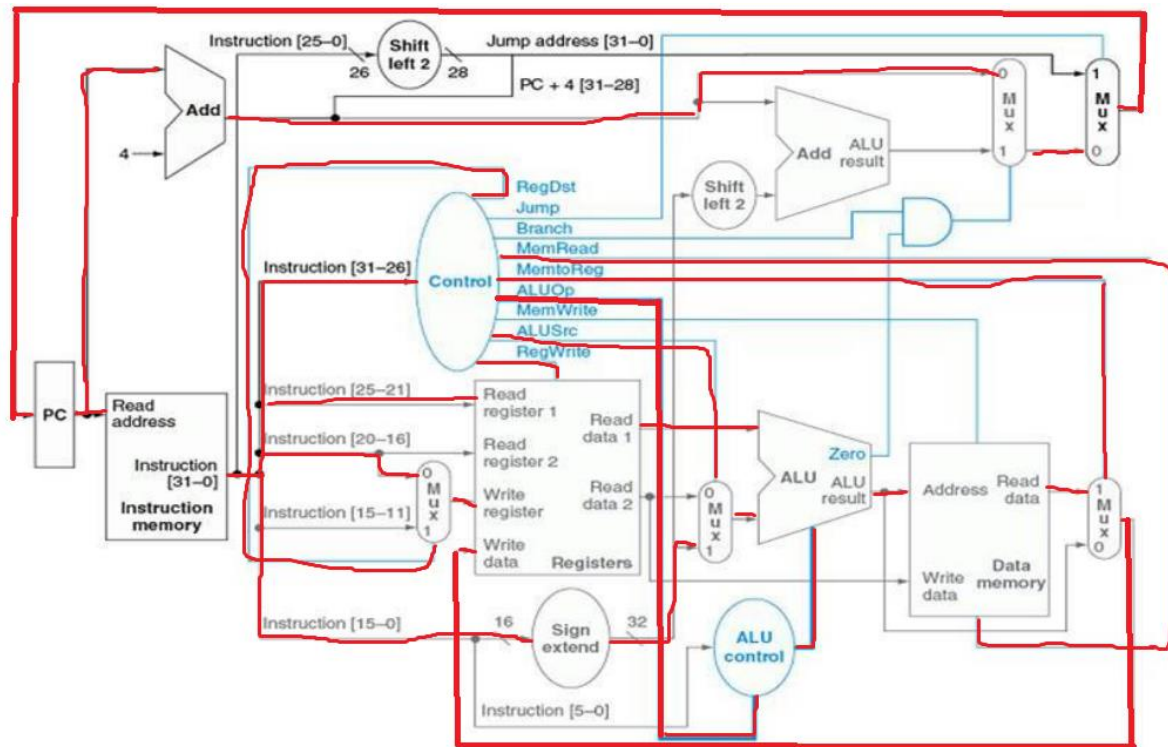 Instruction [25–0]
Shift
left 2
Jump address [31–0]
26
28
PC + 4 [31–28]
Add
4
0
M
u
x
1
1
M
u
x
0
Add
ALU
result
Shift
left 2
RegDst
Jump
Branch
MemRead
MemtoReg
ALUOp
MemWrite
ALUSrc
RegWrite
Instruction [31–26]
Control
PC
Read
address
Instruction
[31–0]
Instruction
memory
Instruction [25–21]
Instruction [20–16]
Instruction [15–11]
0
M
u
x
1
Read
register 1
Read
register 2
Write
register
Write
data
Read
data 1
Read
data 2
Registers
0
M
u
x
1
Zero
ALU
ALU
result
Address
Read
data
Write
data
Data
memory
1
M
u
x
0
Instruction [15–0]
16
Sign
extend
32
ALU
control
Instruction [5–0]